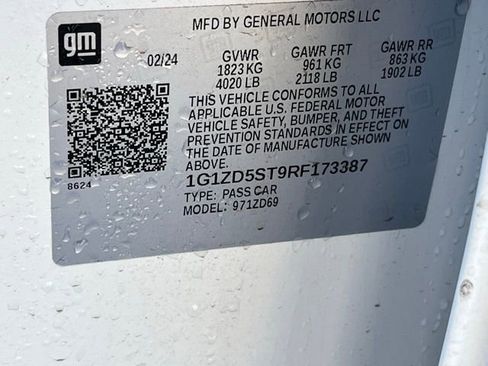 MFD BY GENERAL MOTORS LLC
gm
02/24 GVWR GAWR FRT GAWR RR
1823 KG 961 KG 863 KG
4020 LB 2118 LB 1902 LB
THIS VEHICLE CONFORMS TO ALL
APPLICABLE U.S. FEDERAL MOTOR
VEHICLE SAFETY, BUMPER, AND THEFT
PREVENTION STANDARDS IN EFFECT ON
THE DATE OF MANUFACTURE SHOWN
ABOVE.
8624
1G1ZD5ST9RF173387
TYPE: PASS CAR
MODEL: 971ZD69